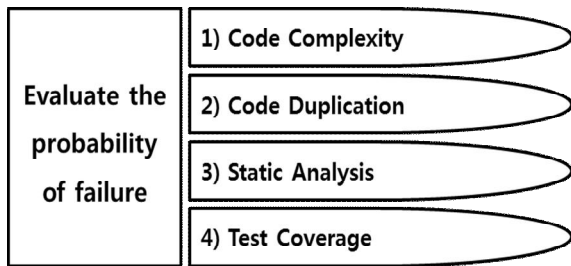 Evaluate the
probability
of failure
1) Code Complexity
2) Code Duplication
3) Static Analysis
4) Test Coverage